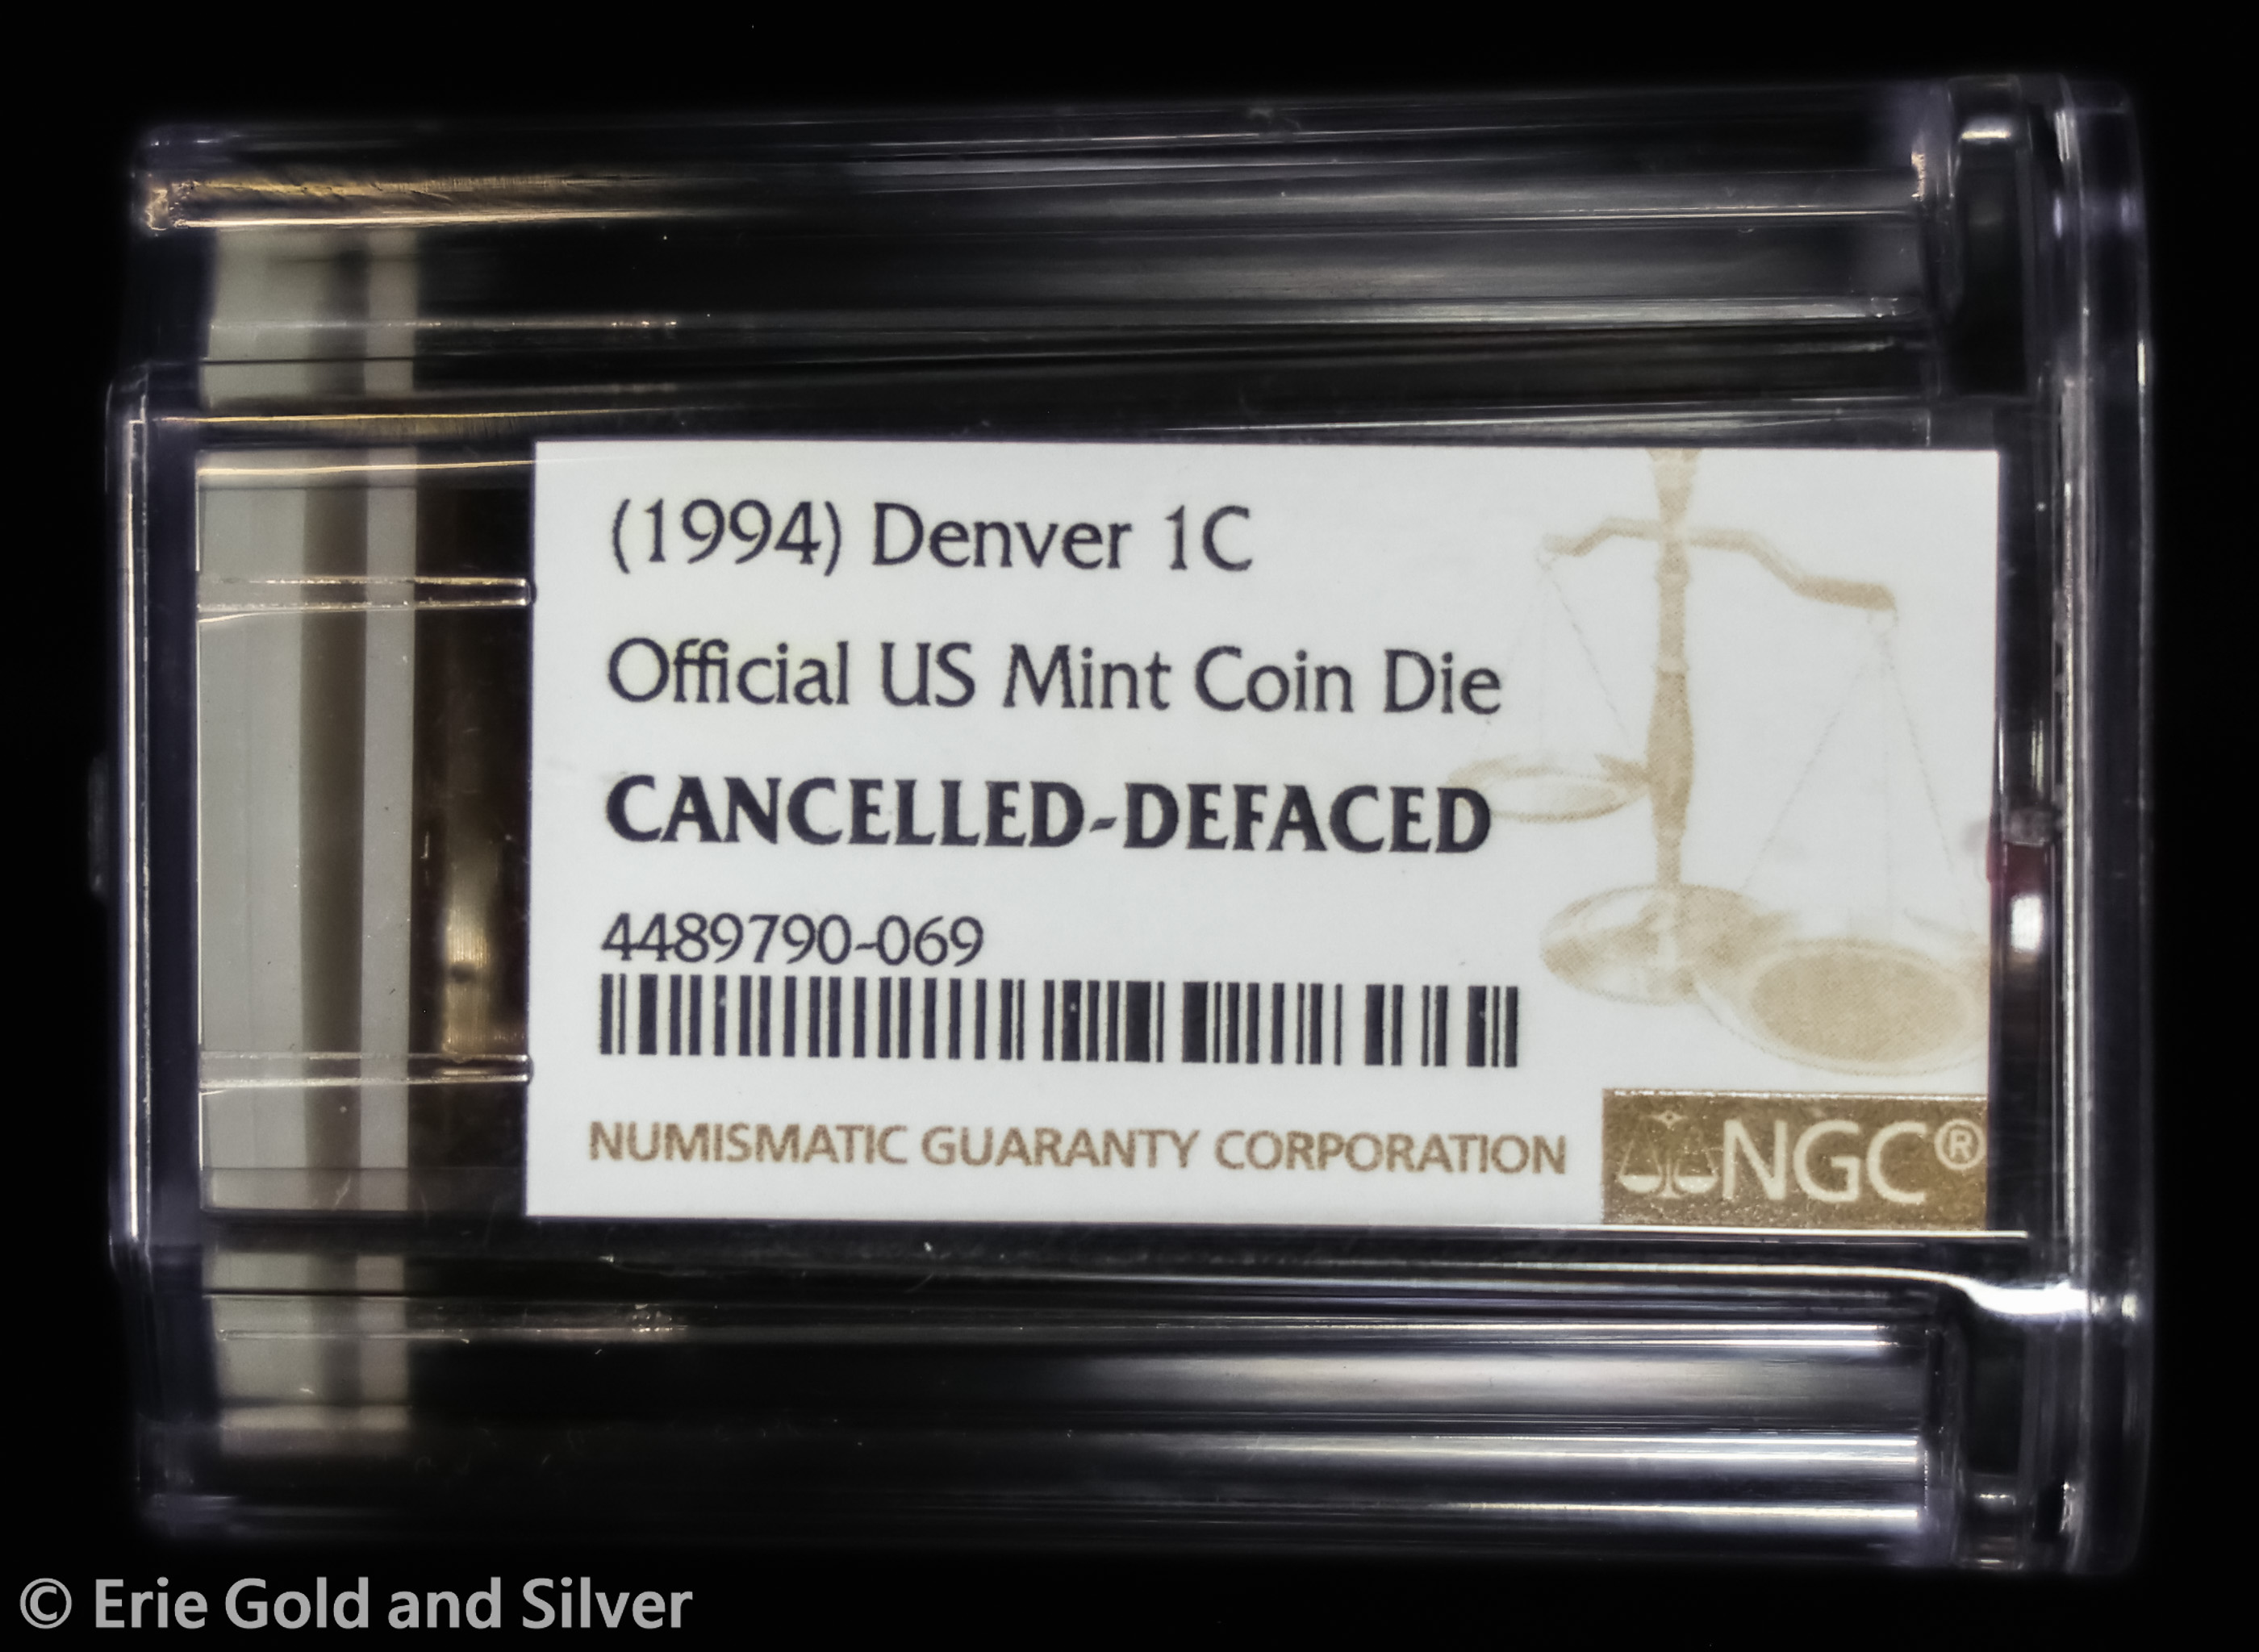 (1994) Denver 1C
Official US Mint Coin Die
CANCELLED-DEFACED
4489790-069
NUMISMATIC GUARANTY CORPORATION
NGC®
© Erie Gold and Silver